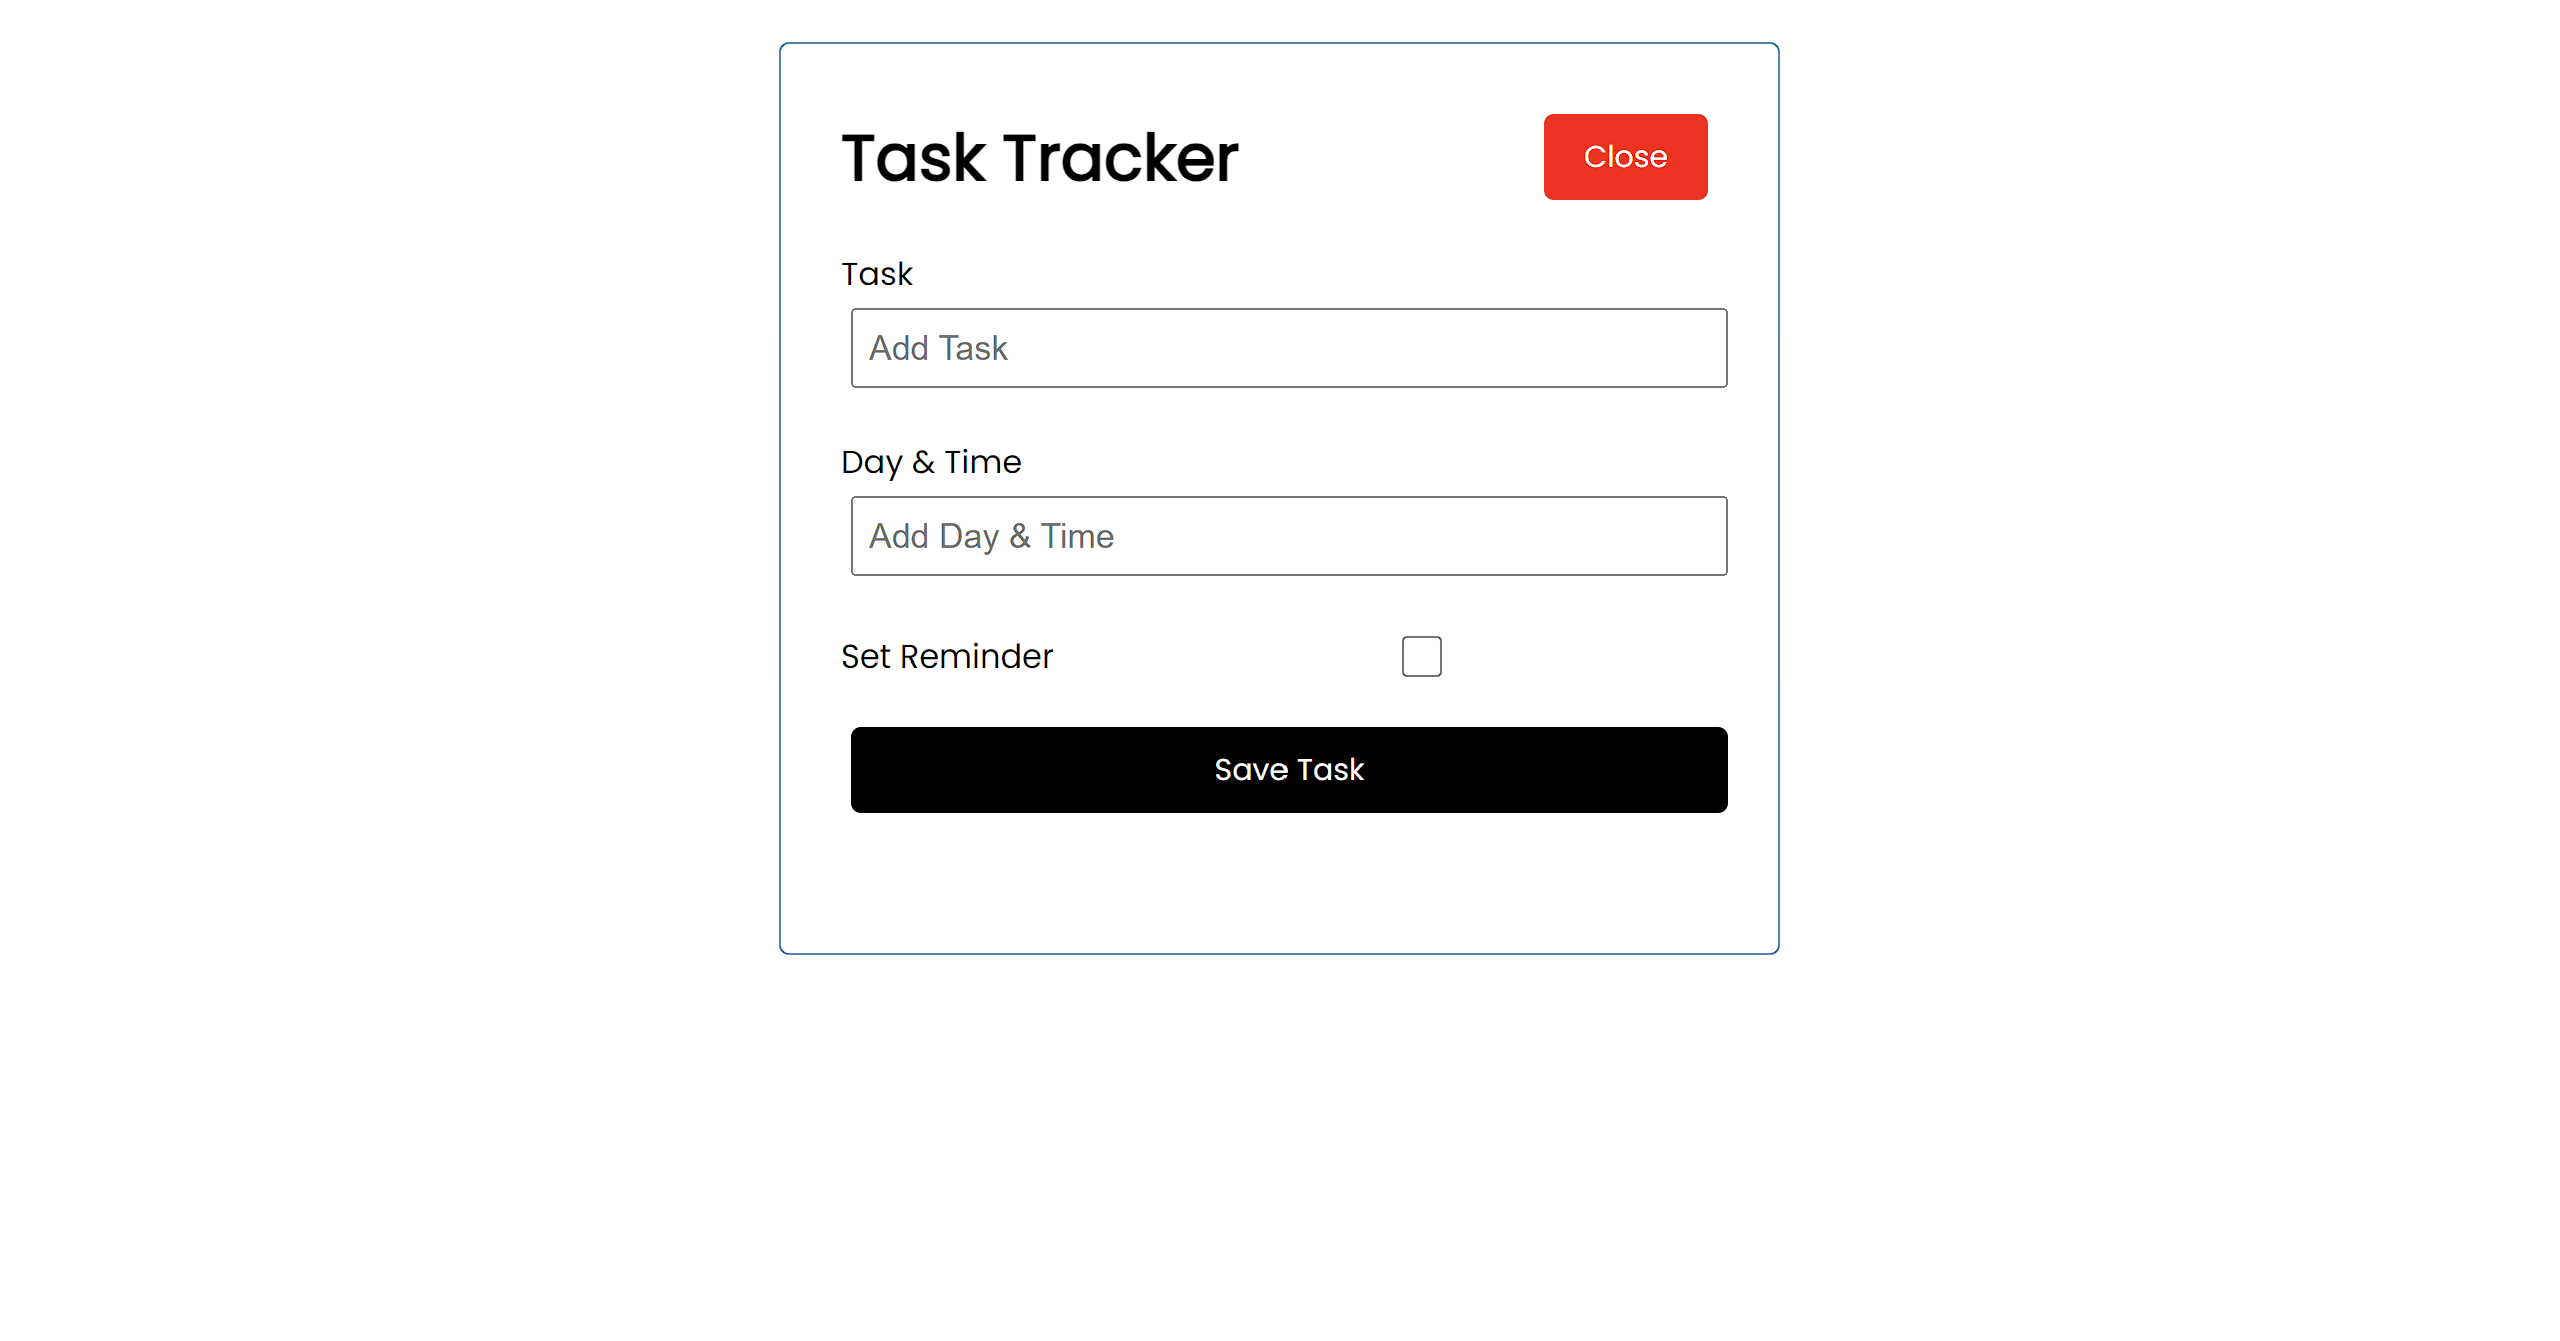 Task Tracker
Close
Task
Add Task
Day & Time
Add Day & Time
Set Reminder
Save Task